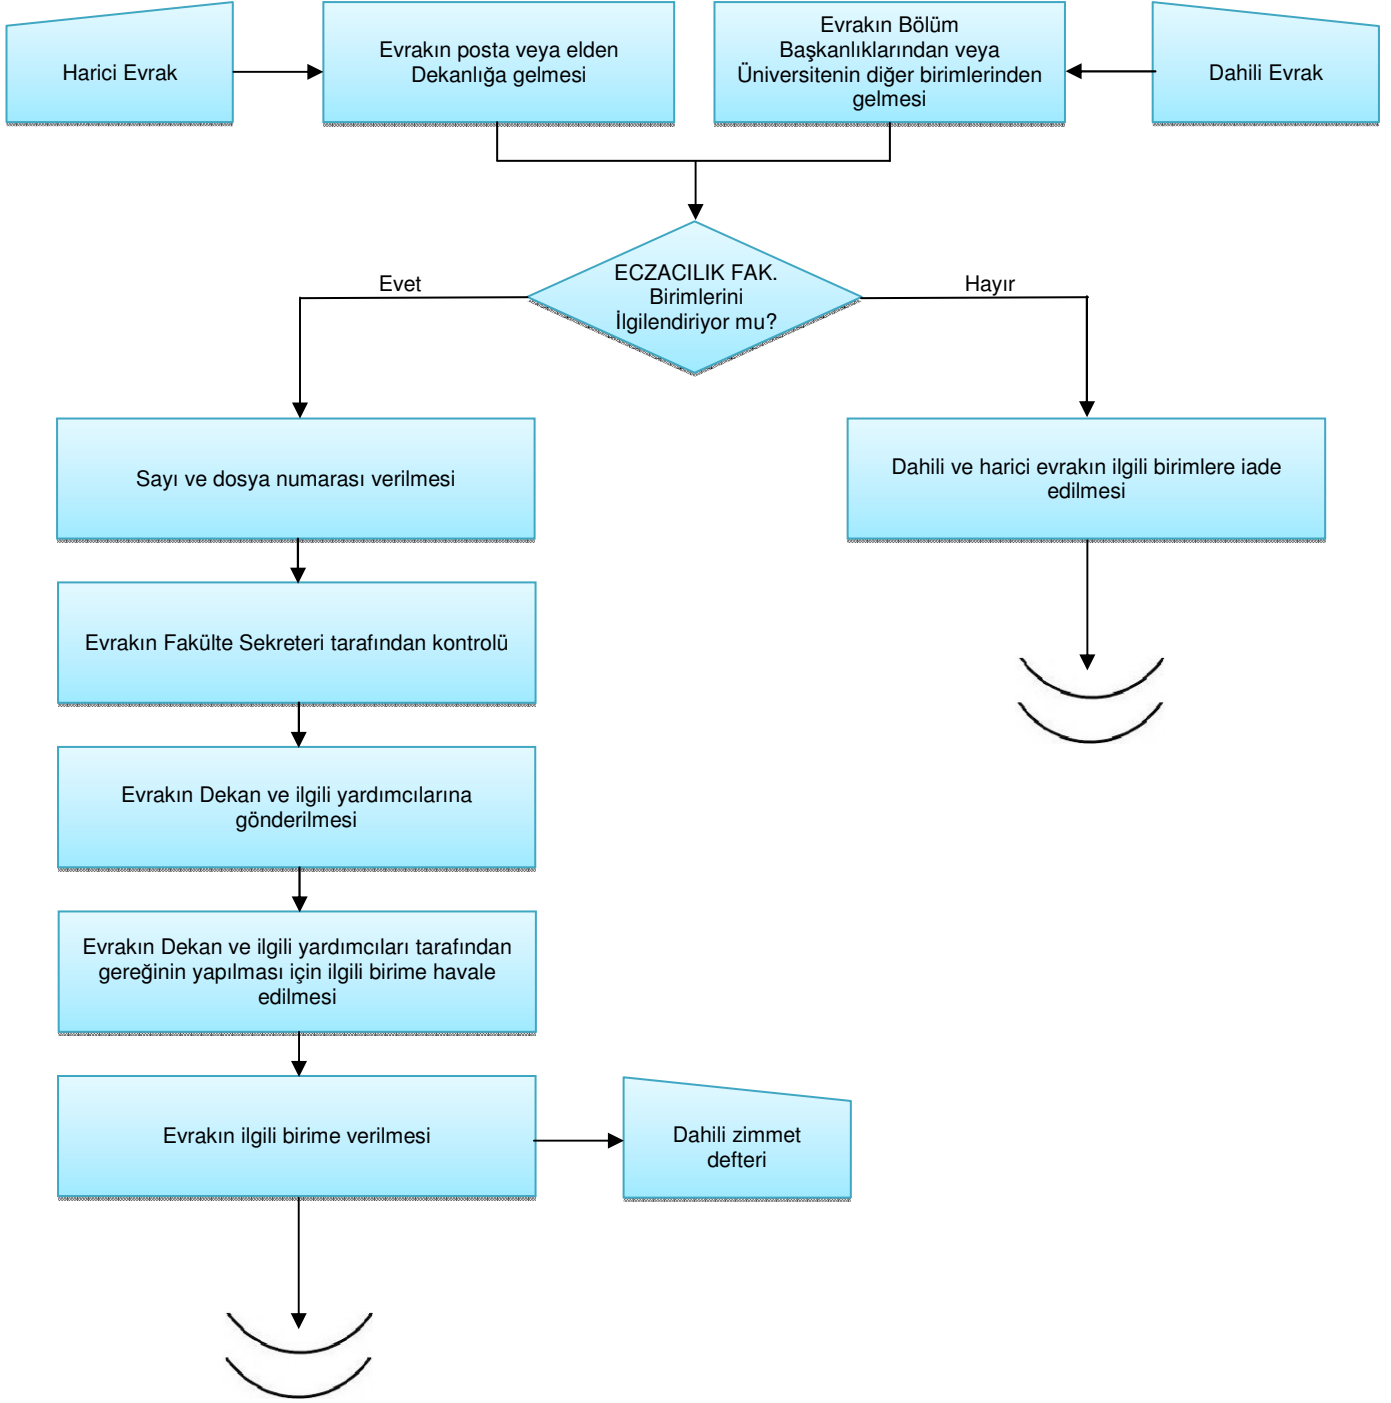 Harici Evrak
Evrakın posta veya elden
Dekanlığa gelmesi
Evrakın Bölüm
Başkanlıklarından veya
Üniversitenin diğer birimlerinden
gelmesi
Dahili Evrak
ECZACILIK FAK.
Birimlerini
İlgilendiriyor mu?
Evet
Hayır
Sayı ve dosya numarası verilmesi
Dahili ve harici evrakın ilgili birimlere iade
edilmesi
Evrakın Fakülte Sekreteri tarafından kontrolü
Evrakın Dekan ve ilgili yardımcılarına
gönderilmesi
Evrakın Dekan ve ilgili yardımcıları tarafından
gereğinin yapılması için ilgili birime havale
edilmesi
Evrakın ilgili birime verilmesi
Dahili zimmet
defteri